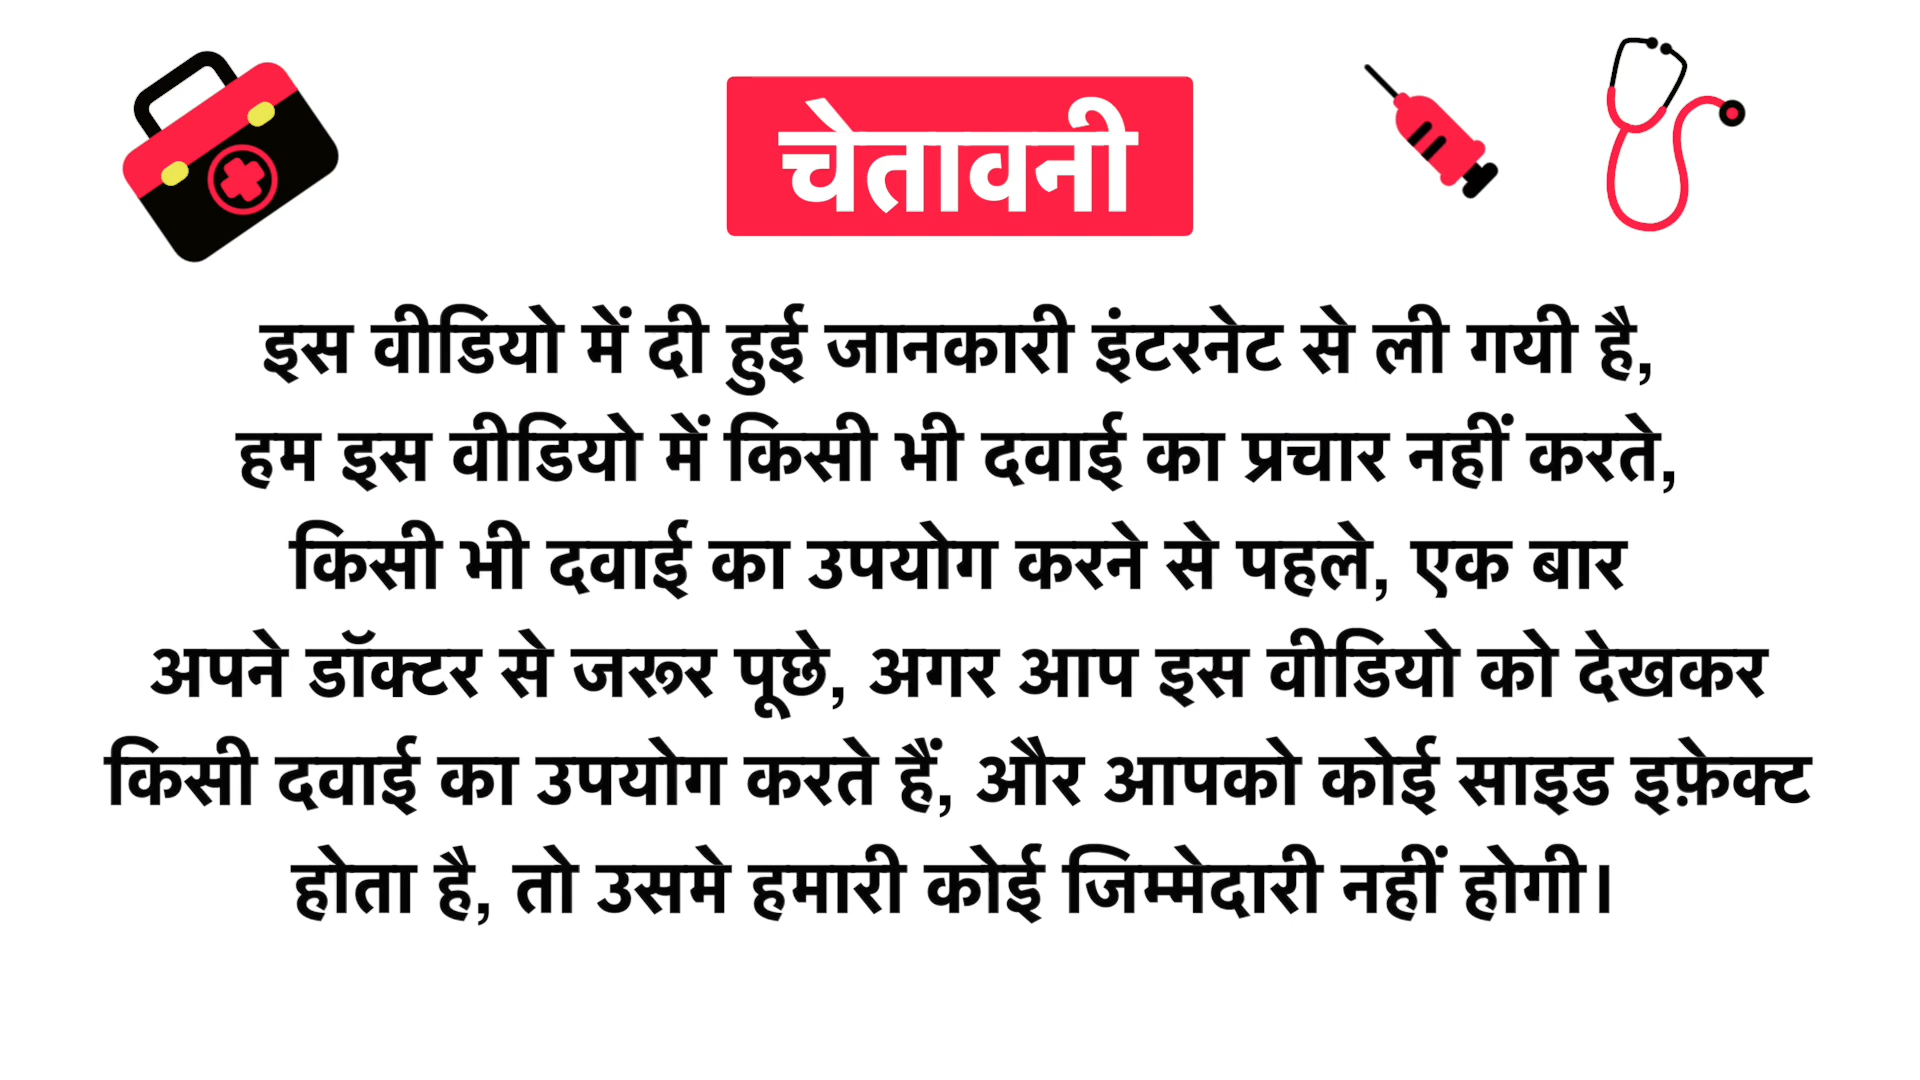 चेतावनी
इस वीडियो में दी हुई जानकारी इंटरनेट से ली गयी है,
हम इस वीडियो में किसी भी दवाई का प्रचार नहीं करते,
किसी भी दवाई का उपयोग करने से पहले, एक बार
अपने डॉक्टर से जरूर पूछे, अगर आप इस वीडियो को देखकर
किसी दवाई का उपयोग करते हैं, और आपको कोई साइड इफ़ेक्ट
होता है, तो उसमे हमारी कोई जिम्मेदारी नहीं होगी।